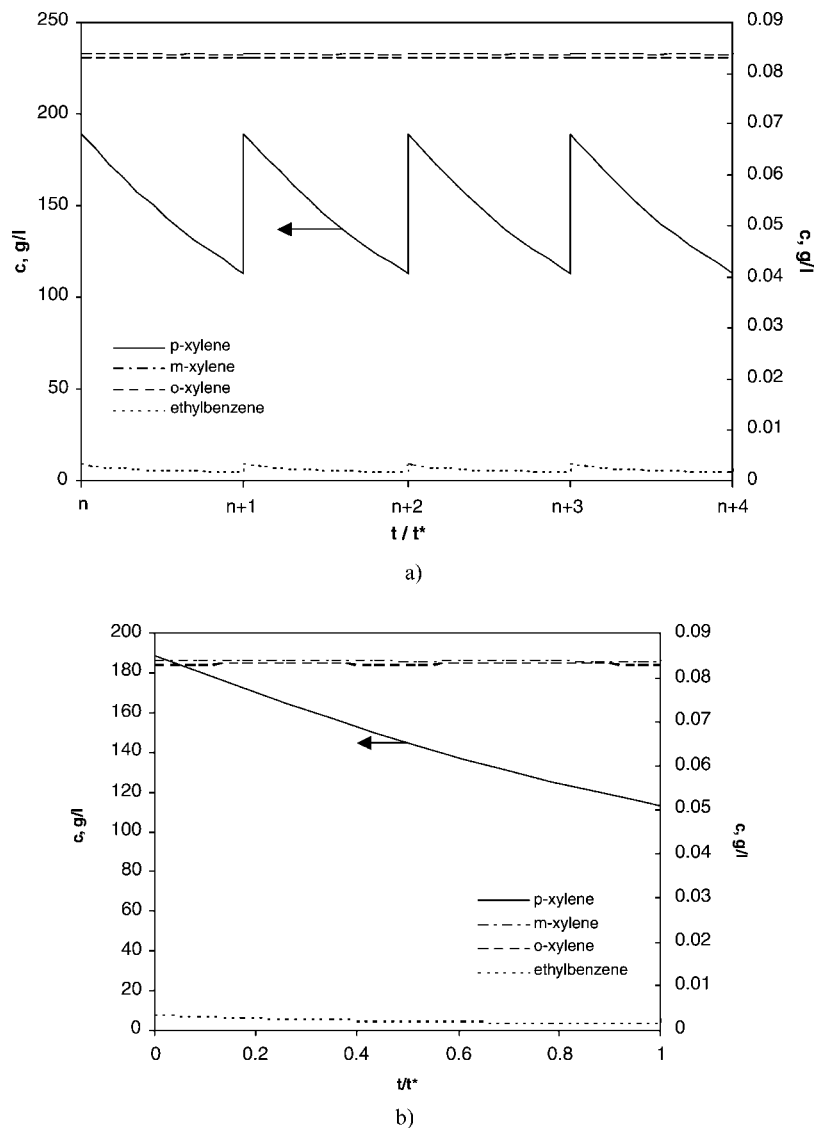 250
200
150
100
50
0
c, g/l
0.09
0.08
0.07
0.06
0.05
0.04
0.03
0.02
0.01
0
c, g/l
p-xylene
m-xylene
o-xylene
ethylbenzene
n
n+1
n+2
n+3
n+4
t / t*
a)
200
180
160
140
120
100
80
60
40
20
0
c, g/l
0.09
0.08
0.07
0.06
0.05
0.04
0.03
0.02
0.01
0
c, g/l
p-xylene
m-xylene
o-xylene
ethylbenzene
0
0.2
0.4
0.6
0.8
1
t/t*
b)